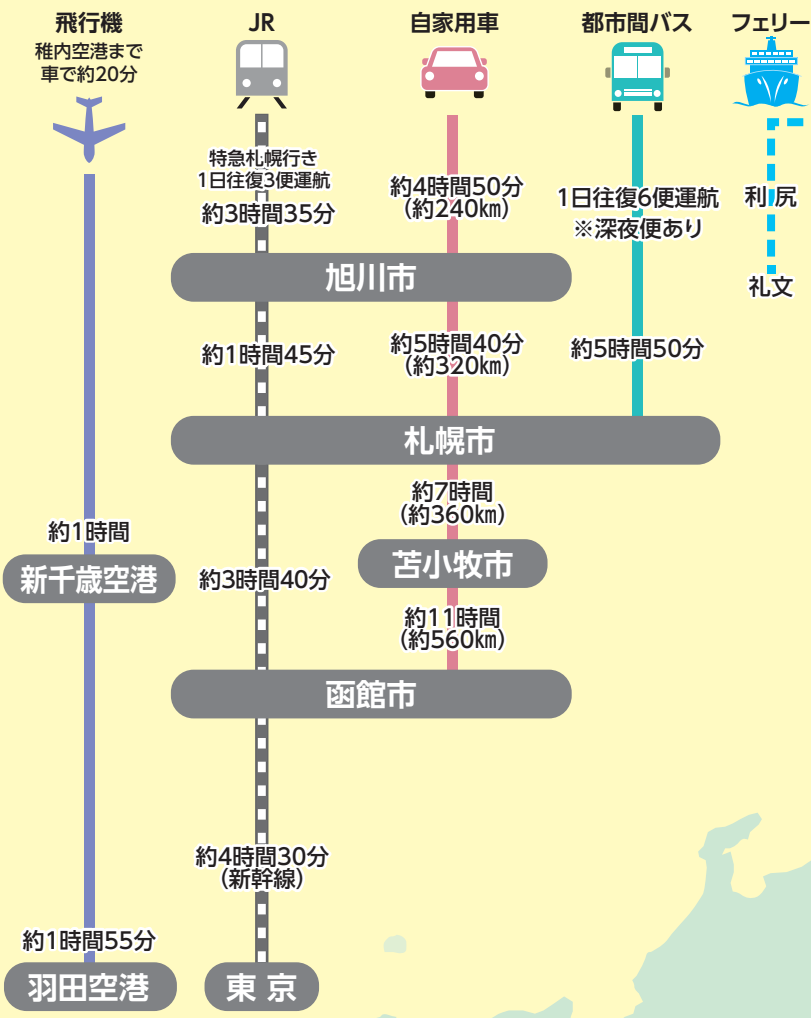 飛行機
稚内空港まで
車で約20分
約1時間
新千歳空港
約1時間55分
羽田空港
JR
特急札幌行き
1日往復3便運航
約3時間35分
旭川市
約1時間45分
札幌市
約3時間40分
函館市
約4時間30分
(新幹線)
東京
自家用車
約4時間50分
(約240㎞)
約5時間40分
(約320㎞)
約7時間
(約360㎞)
苫小牧市
約11時間
(約560㎞)
都市間バス
1日往復6便運航
※深夜便あり
約5時間50分
フェリー
利尻
礼文